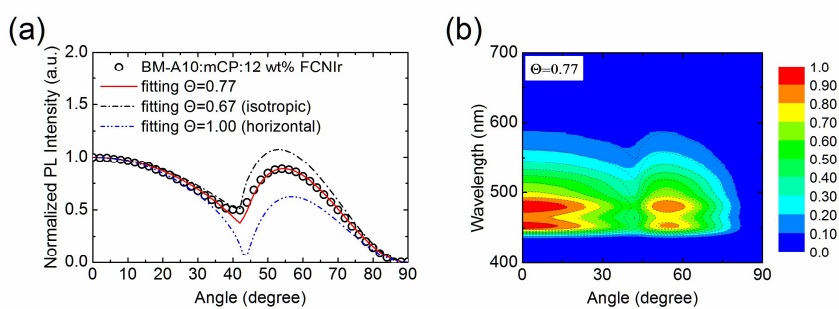 (a)
2.0
1.5
1.0
0.5
0.0
Normalized PL Intensity (a.u.)
BM-A10:mCP:12 wt% FCNIr
fitting Θ=0.77
fitting Θ=0.67 (isotropic)
fitting Θ=1.00 (horizontal)
0 10 20 30 40 50 60 70 80 90
Angle (degree)
(b)
700
600
500
400
Wavelength (nm)
Θ=0.77
0 30 60 90
Angle (degree)
1.0
0.90
0.80
0.70
0.60
0.50
0.40
0.30
0.20
0.10
0.0